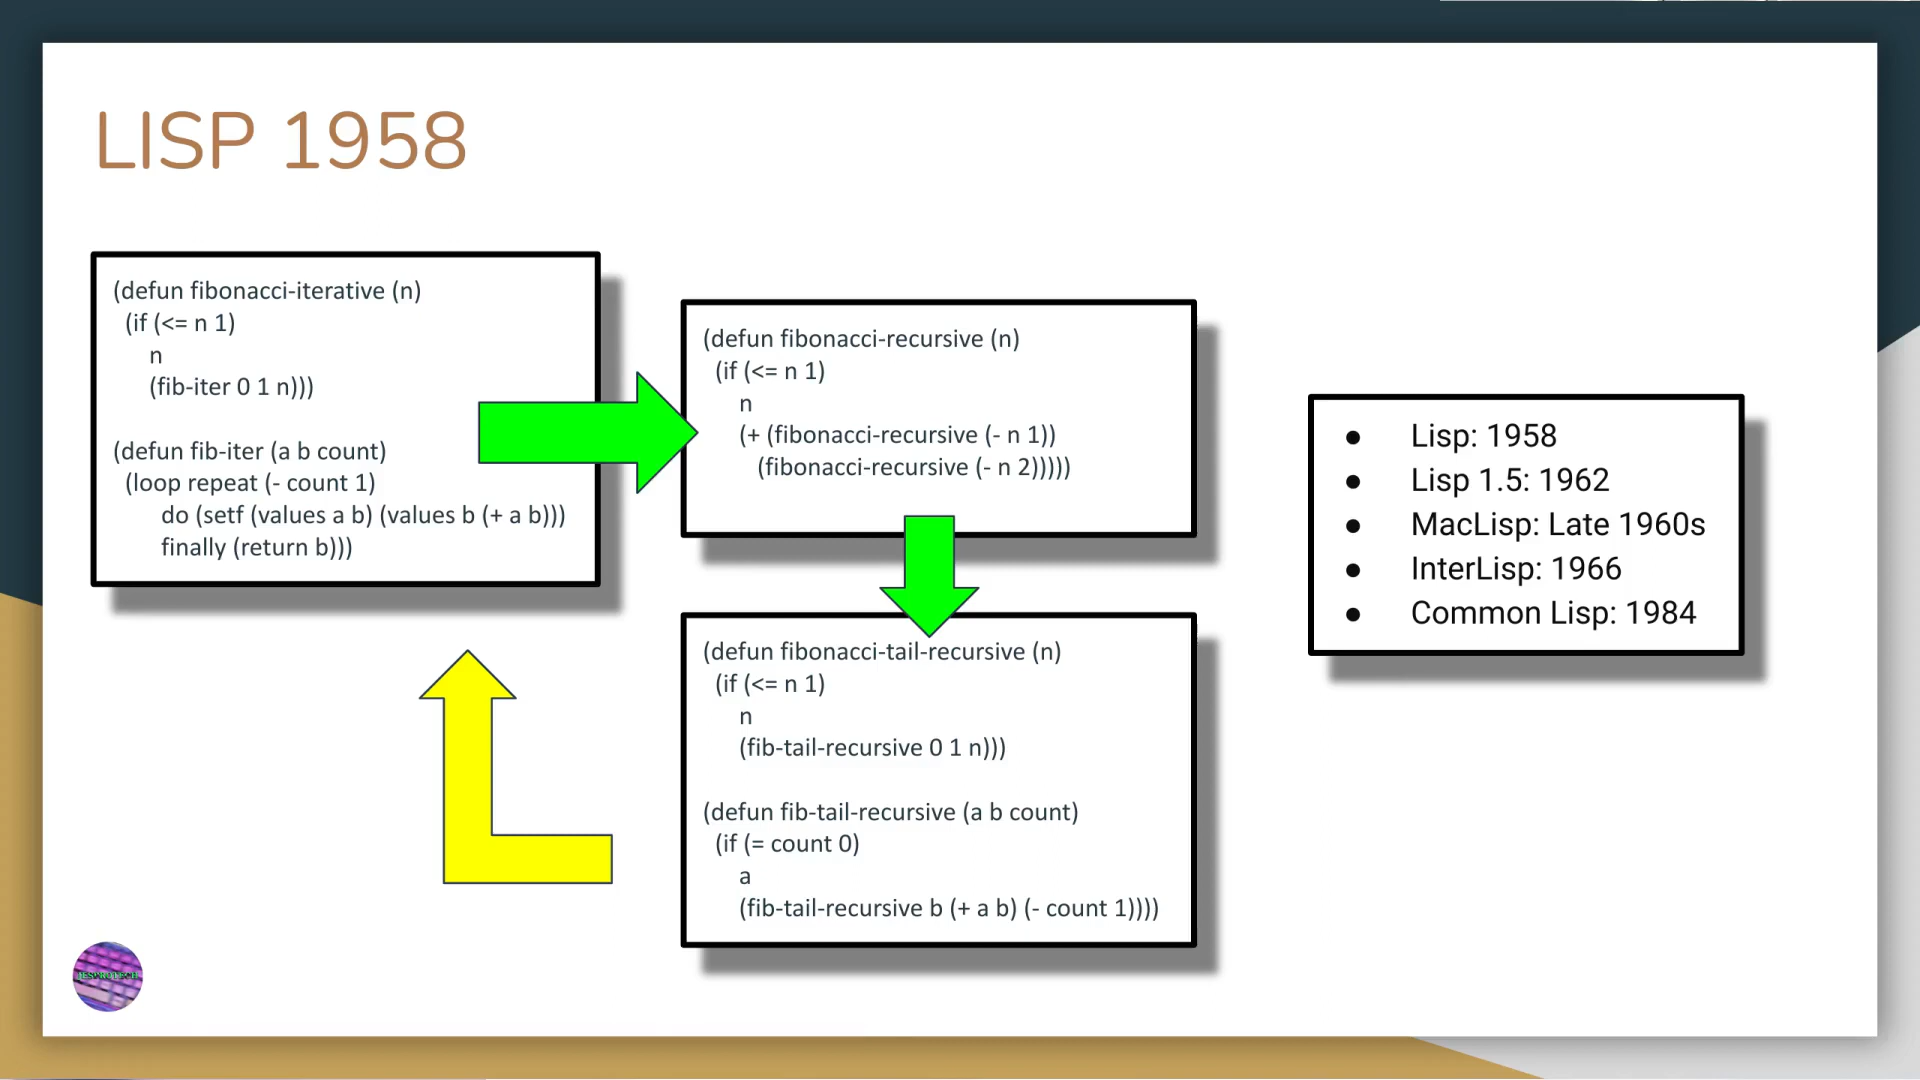 LISP 1958
(defun fibonacci-iterative (n)
(if (<= n 1)
n
(fib-iter 0 1 n)))
(defun fib-iter (a b count)
(loop repeat (- count 1)
do (setf (values a b) (values b (+ a b)))
finally (return b)))
(defun fibonacci-recursive (n)
(if (<= n 1)
n
(+ (fibonacci-recursive (- n 1))
(fibonacci-recursive (- n 2)))))
(defun fibonacci-tail-recursive (n)
(if (<= n 1)
n
(fib-tail-recursive 0 1 n)))
(defun fib-tail-recursive (a b count)
(if (= count 0)
a
(fib-tail-recursive b (+ a b) (- count 1))))
● Lisp: 1958
● Lisp 1.5: 1962
● MacLisp: Late 1960s
● InterLisp: 1966
● Common Lisp: 1984